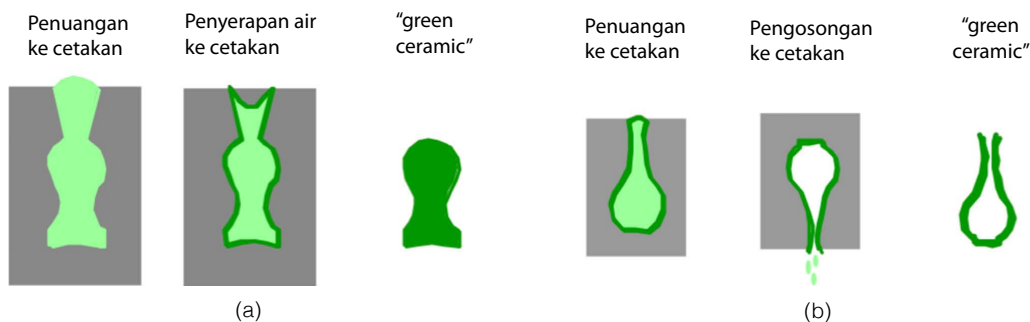 Penuangan
ke cetakan
Penyerapan air
ke cetakan
“green
ceramic”
Penuangan
ke cetakan
Pengosongan
ke cetakan
“green
ceramic”
(a)
(b)